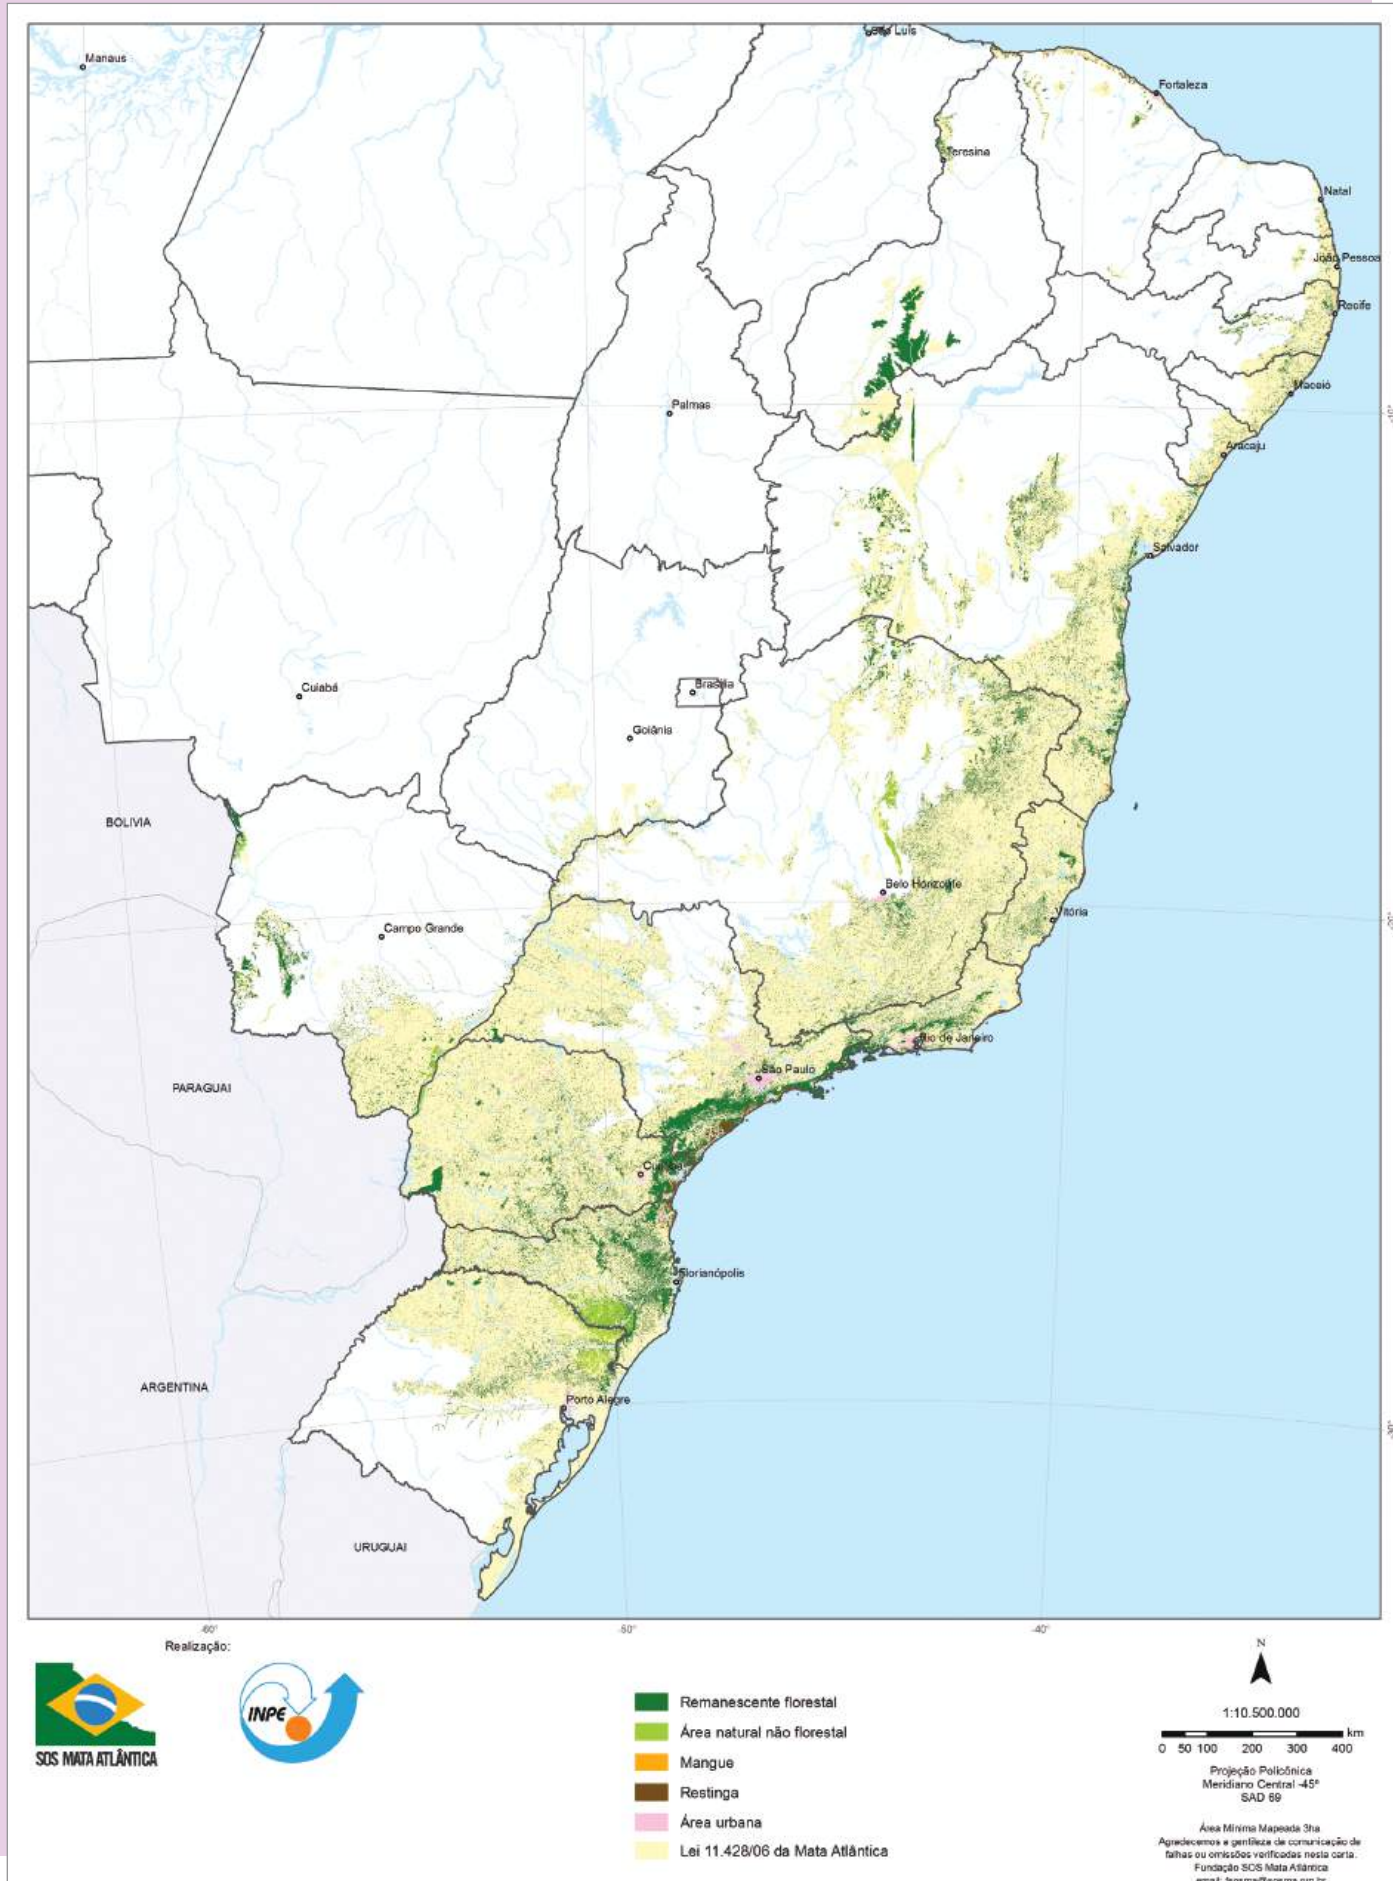 São Luís
Manaus
Fortaleza
Teresina
Natal
João Pessoa
Recife
Maceió
Palmas
-10°
Aracaju
Salvador
Cuiabá
Brasília
Goiânia
BOLIVIA
Belo Horizonte
Vitória
-20°
Campo Grande
Rio de Janeiro
São Paulo
PARAGUAI
Curitiba
Florianópolis
ARGENTINA
Porto Alegre
-30°
URUGUAI
-60°
-50°
-40°
Realização:
SOS MATA ATLÂNTICA
INPE
Remanescente florestal
Área natural não florestal
Mangue
Restinga
Área urbana
Lei 11.428/06 da Mata Atlântica
N
1:10.500.000
km
0 50 100 200 300 400
Projeção Policônica
Meridiano Central -45°
SAD 69
Área Mínima Mapeada 3ha
Agradecemos a gentileza da comunicação de
falhas ou omissões verificadas nesta carta.
Fundação SOS Mata Atlântica